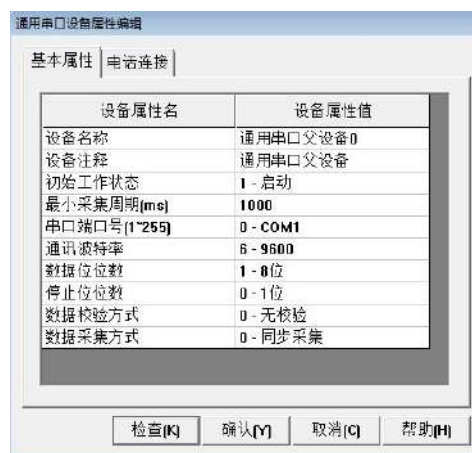 通用串口设备属性编辑
基本属性 电话连接
设备属性名 设备属性值
设备名称 通用串口父设备0
设备注释 通用串口父设备
初始工作状态 1 - 启动
最小采集周期(ms) 1000
串口端口号(1~255) 0 - COM1
通讯波特率 6 - 9600
数据位位数 1 - 8位
停止位位数 0 - 1位
数据校验方式 0 - 无校验
数据采集方式 0 - 同步采集
检查(K) 确认(Y) 取消(C) 帮助(H)